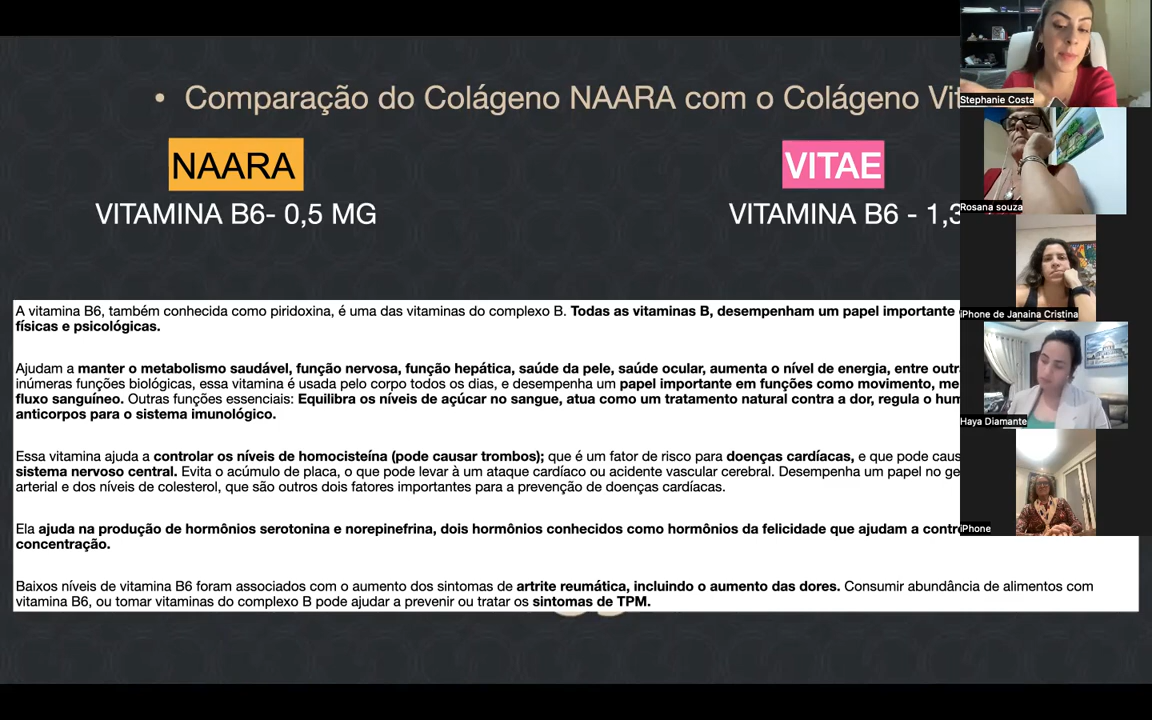 • Comparação do Colágeno NAARA com o Colágeno
NAARA
VITAE
VITAMINA B6- 0,5 MG
VITAMINA B6 - 1,3
A vitamina B6, também conhecida como piridoxina, é uma das vitaminas do complexo B. Todas as vitaminas B, desempenham um papel importante
físicas e psicológicas.
Ajudam a manter o metabolismo saudável, função nervosa, função hepática, saúde da pele, saúde ocular, aumenta o nível de energia, entre
inúmeras funções biológicas, essa vitamina é usada pelo corpo todos os dias, e desempenha um papel importante em funções como movimento,
fluxo sanguíneo. Outras funções essenciais: Equilibra os níveis de açúcar no sangue, atua como um tratamento natural contra a dor, regula o
anticorpos para o sistema imunológico.
Essa vitamina ajuda a controlar os níveis de homocisteína (pode causar trombos); que é um fator de risco para doenças cardíacas, e que pode
sistema nervoso central. Evita o acúmulo de placa, o que pode levar à um ataque cardíaco ou acidente vascular cerebral. Desempenha um papel no
arterial e dos níveis de colesterol, que são outros dois fatores importantes para a prevenção de doenças cardíacas.
Ela ajuda na produção de hormônios serotonina e norepinefrina, dois hormônios conhecidos como hormônios da felicidade que ajudam a
concentração.
Baixos níveis de vitamina B6 foram associados com o aumento dos sintomas de artrite reumática, incluindo o aumento das dores. Consumir abundância de alimentos com
vitamina B6, ou tomar vitaminas do complexo B pode ajudar a prevenir ou tratar os sintomas de TPM.
Stephanie Costa
Rosana souza
iPhone de Janaina Cristina
Haya Diamante
iPhone